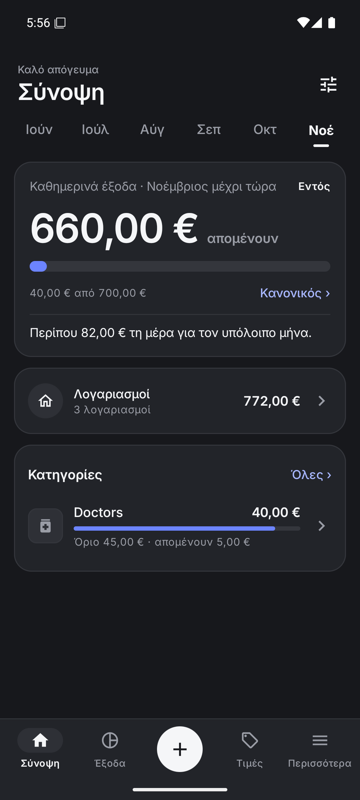 5:56
Καλό απόγευμα
Σύνοψη
Ιούν Ιούλ Αύγ Σεπ Οκτ Νοέ
Καθημερινά έξοδα · Νοέμβριος μέχρι τώρα Εντός
660,00 € απομένουν
40,00 € από 700,00 € Κανονικός ›
Περίπου 82,00 € τη μέρα για τον υπόλοιπο μήνα.
Λογαριασμοί 772,00 €
3 λογαριασμοί
Κατηγορίες Όλες ›
Doctors 40,00 €
Όριο 45,00 € · απομένουν 5,00 €
Σύνοψη Έξοδα Τιμές Περισσότερα